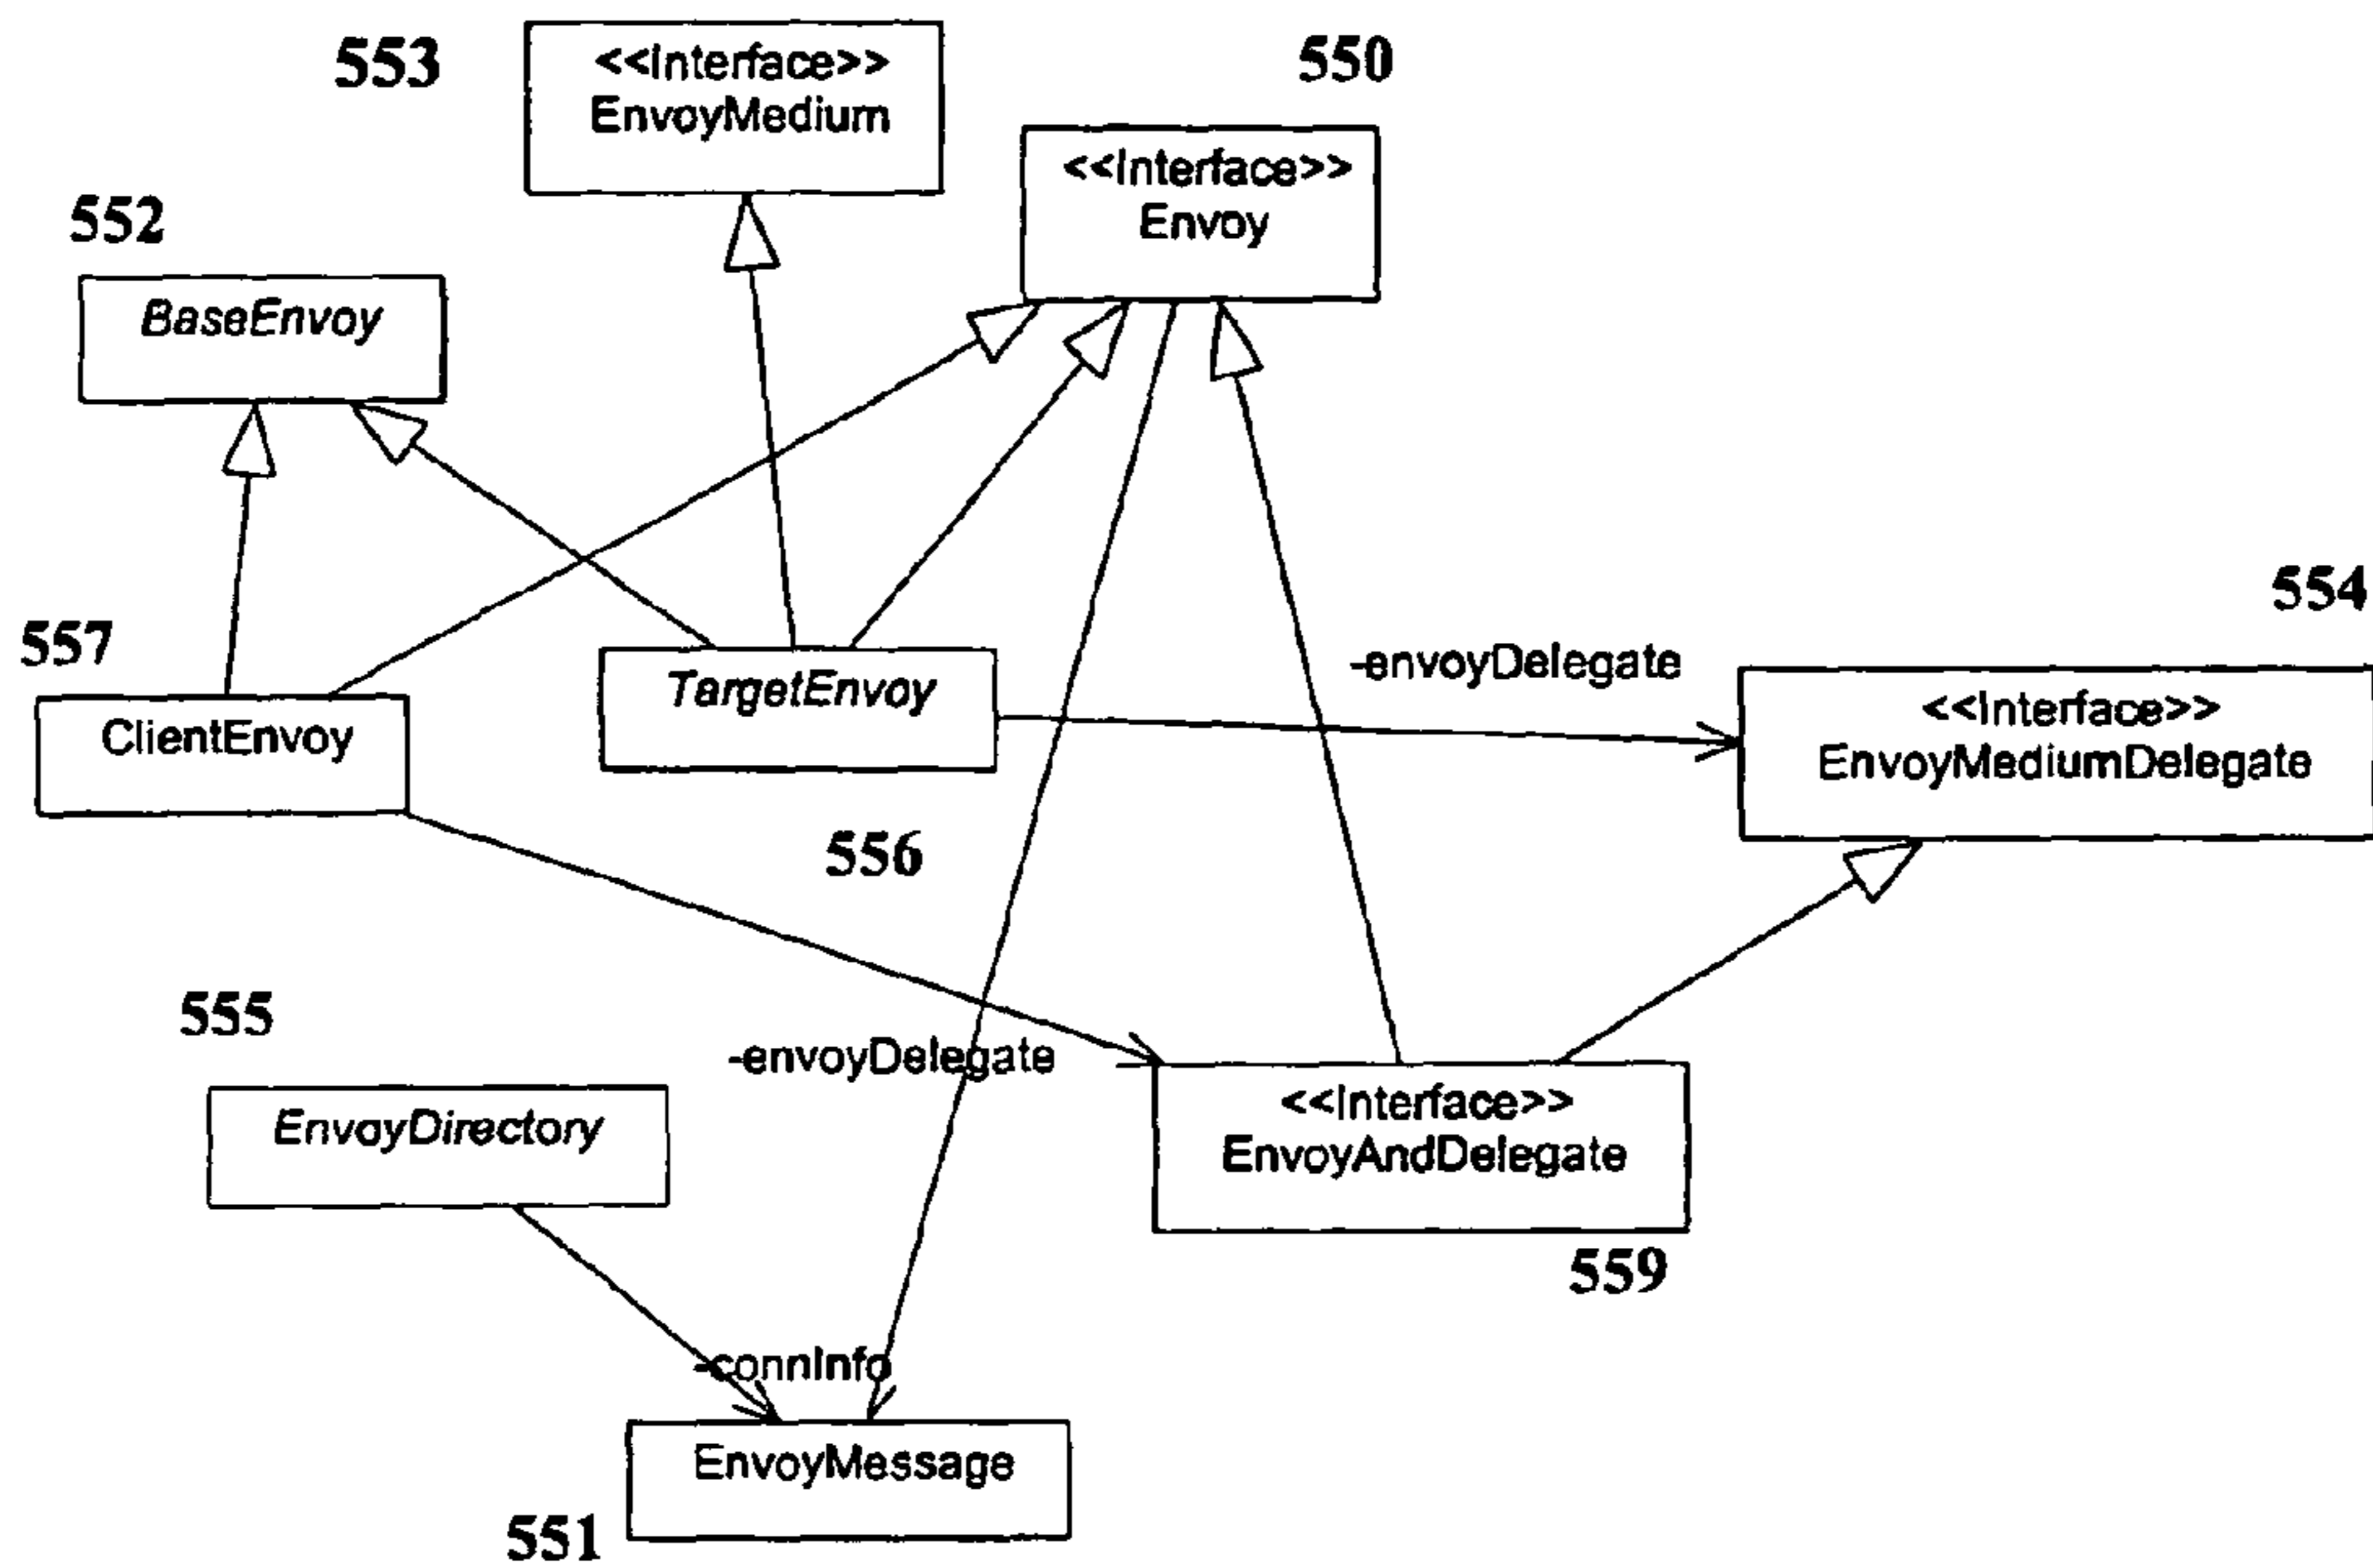 553
<<Interface>>
EnvoyMedium
550
<<Interface>>
Envoy
552
BaseEnvoy
554
557
-envoyDelegate
TargetEnvoy
ClientEnvoy
<<Interface>>
EnvoyMediumDelegate
556
555
-envoyDelegate
EnvoyDirectory
<<Interface>>
EnvoyAndDelegate
559
-connInfo
EnvoyMessage
551